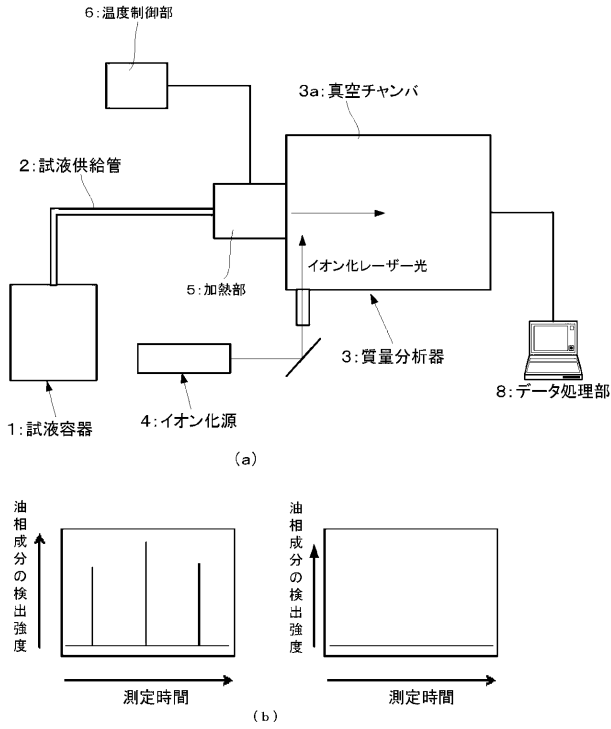 6:温度制御部
3a:真空チャンバ
2:試液供給管
イオン化レーザー光
5:加熱部
3:質量分析器
1:試液容器
4:イオン化源
8:データ処理部
(a)
油相成分の検出強度
測定時間
油相成分の検出強度
測定時間
(b)